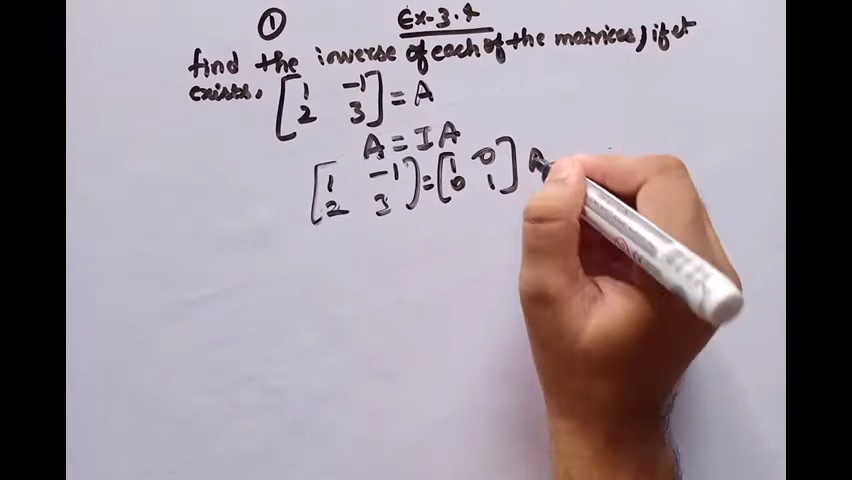 ① Ex-3.4
find the inverse of each of the matrices, if it
exists. [1 -1
2 3] = A
A = I A
[1 -1
2 3] = [1 0
0 1] A